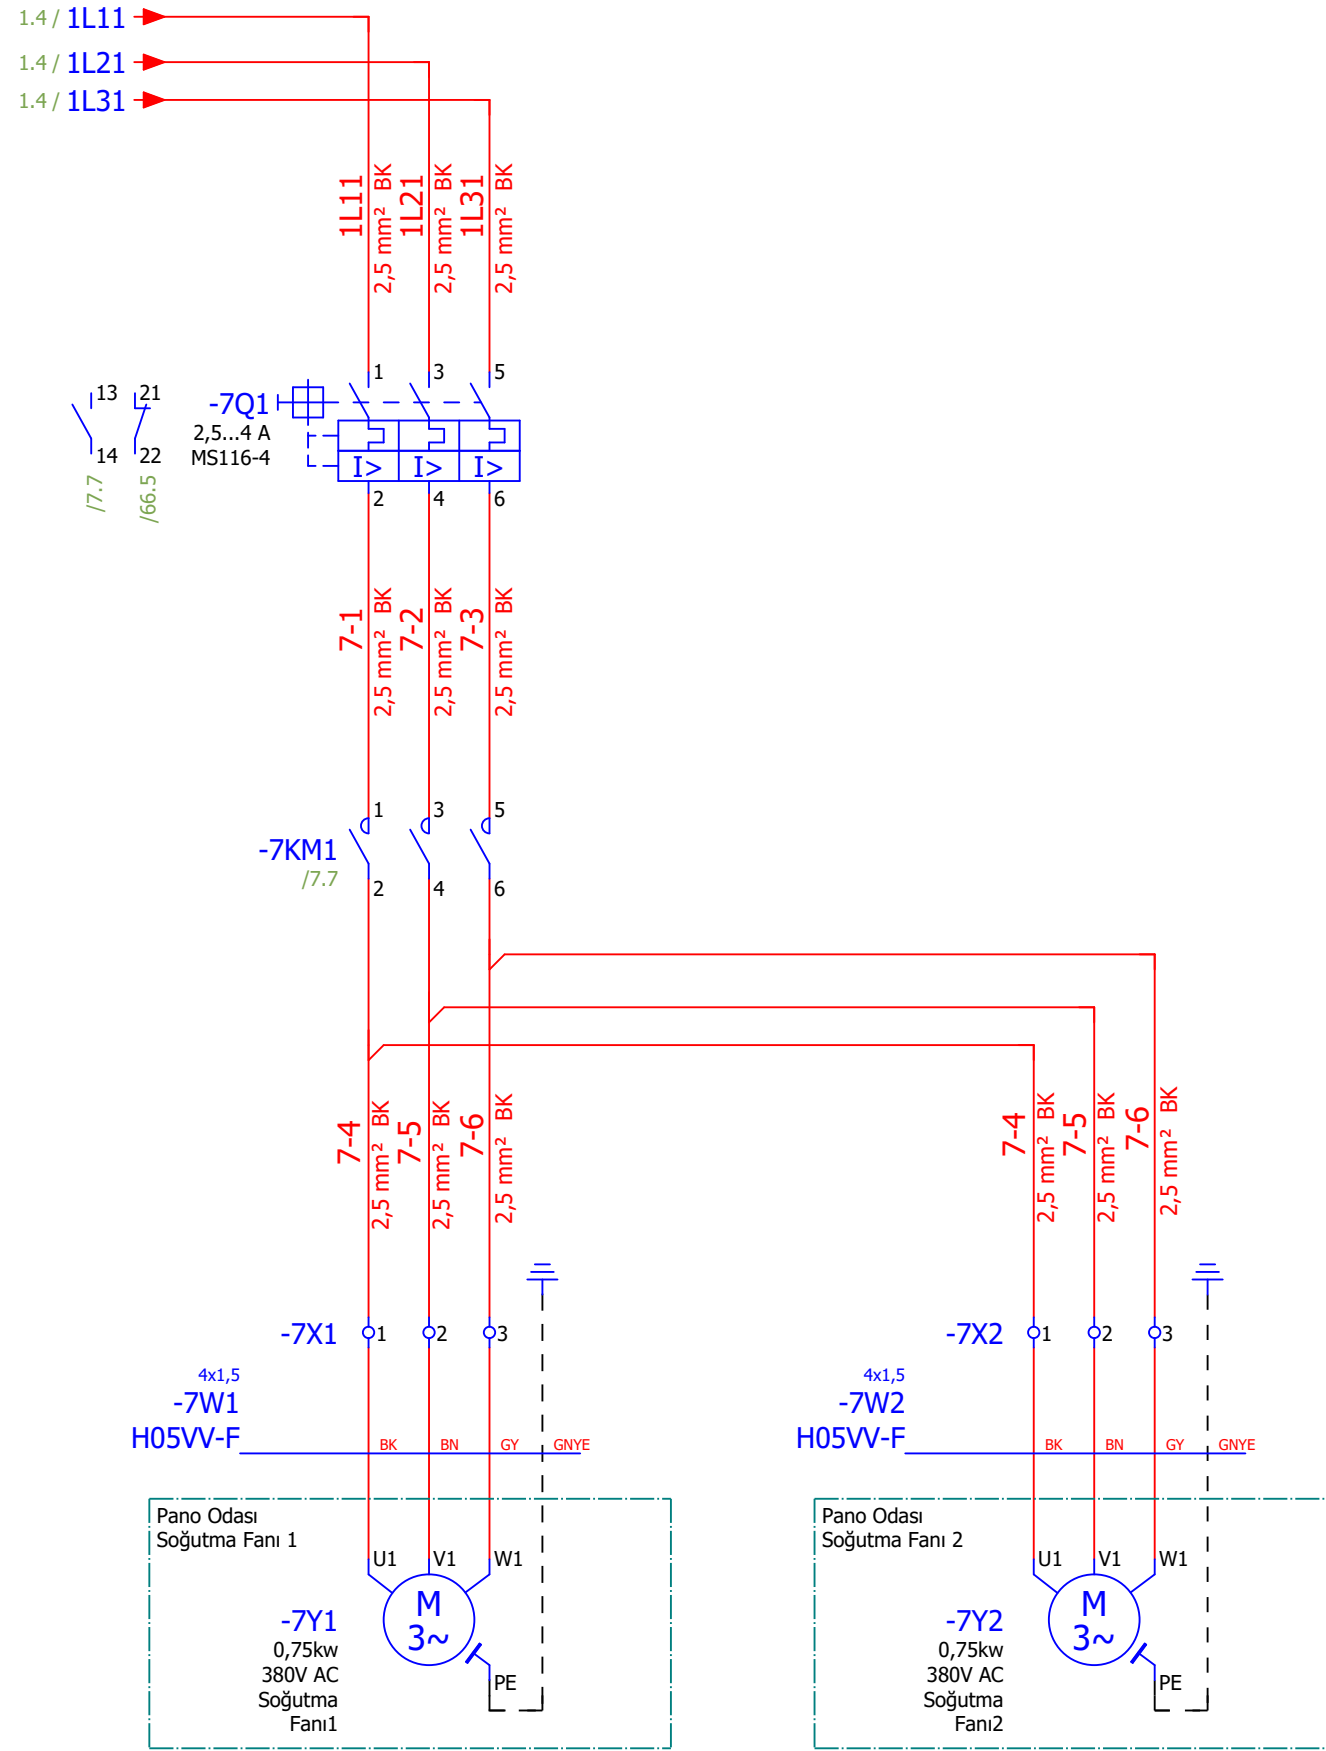 1.4 / 1L11
1.4 / 1L21
1.4 / 1L31
1L11
2,5 mm² BK
1L21
2,5 mm² BK
1L31
2,5 mm² BK
13 21
14 22
/7.7
/66.5
-7Q1
2,5...4 A
MS116-4
1 3 5
I> I> I>
2 4 6
7-1
2,5 mm² BK
7-2
2,5 mm² BK
7-3
2,5 mm² BK
1 3 5
-7KM1
/7.7
2 4 6
7-4
2,5 mm² BK
7-5
2,5 mm² BK
7-6
2,5 mm² BK
7-4
2,5 mm² BK
7-5
2,5 mm² BK
7-6
2,5 mm² BK
-7X1 1 2 3
-7X2 1 2 3
4x1,5
-7W1
H05VV-F
BK BN GY GNYE
4x1,5
-7W2
H05VV-F
BK BN GY GNYE
Pano Odası
Soğutma Fanı 1
U1 V1 W1
M
3~
PE
-7Y1
0,75kw
380V AC
Soğutma
Fanı1
Pano Odası
Soğutma Fanı 2
U1 V1 W1
M
3~
PE
-7Y2
0,75kw
380V AC
Soğutma
Fanı2